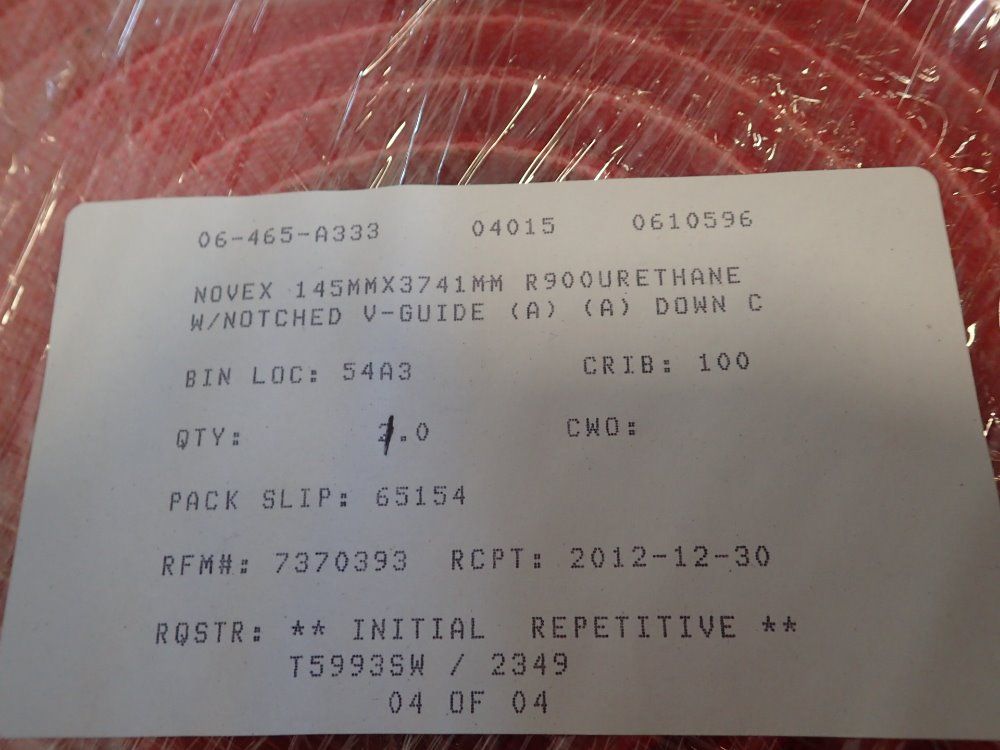 06-465-A333 04015 0610596
NOVEX 145MMX3741MM R900URETHANE
W/NOTCHED V-GUIDE (A) (A) DOWN C
BIN LOC: 54A3 CRIB: 100
QTY: CWO:
PACK SLIP: 65154
RFM#: 7370393 RCPT: 2012-12-30
RQSTR: ** INITIAL REPETITIVE **
T5993SW / 2349
04 OF 04